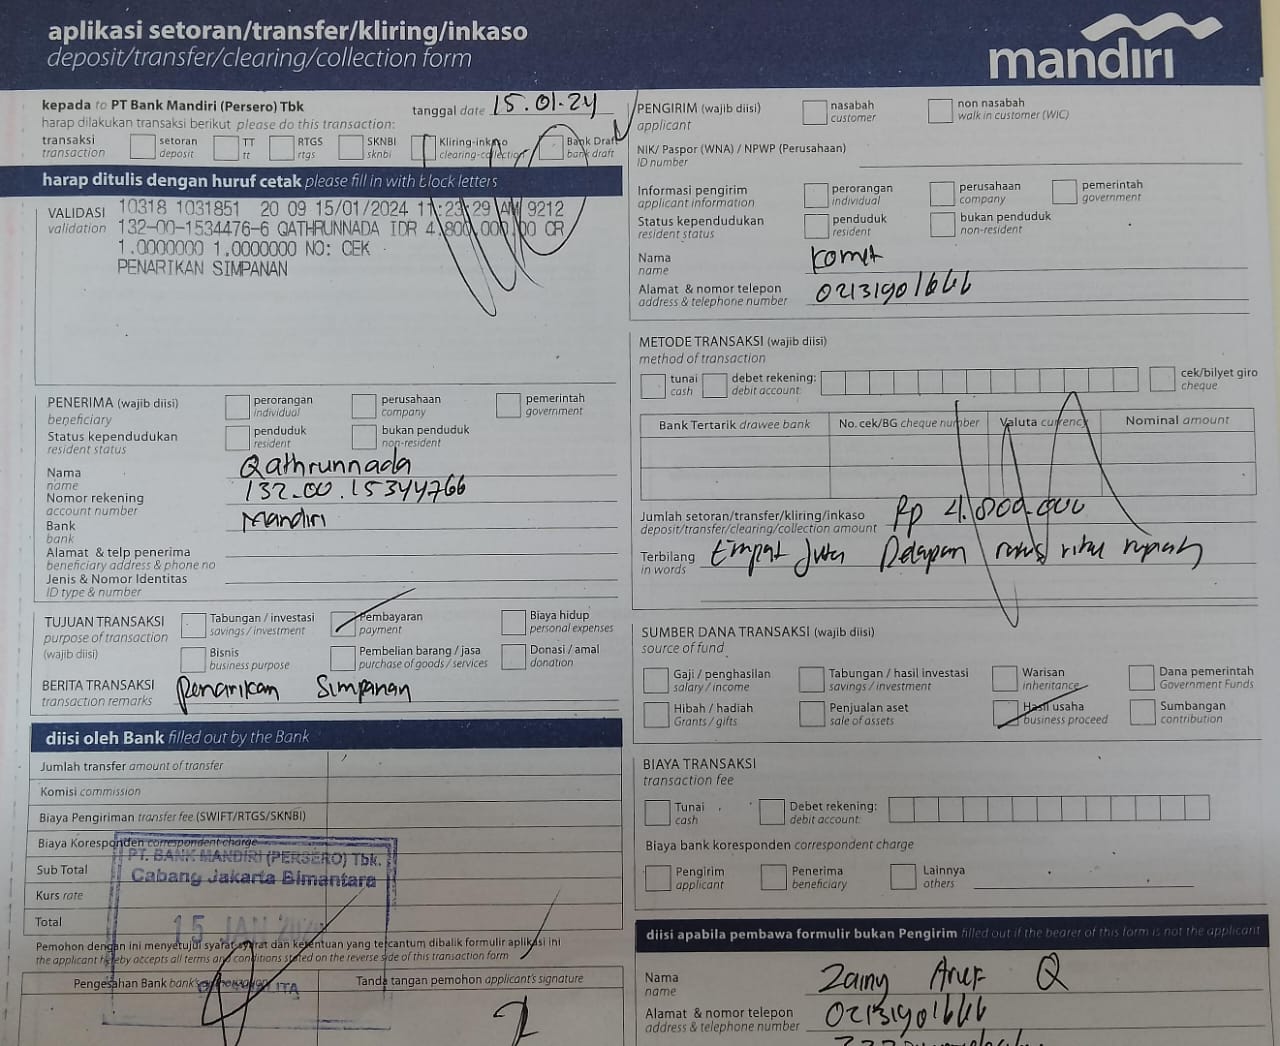 aplikasi setoran/transfer/kliring/inkaso
deposit/transfer/clearing/collection form
mandiri
kepada to PT Bank Mandiri (Persero) Tbk
tanggal date 15.01.24
harap dilakukan transaksi berikut please do this transaction:
transaksi transaction
setoran deposit
TT tt
RTGS rtgs
SKNBI sknbi
Kliring-inkaso clearing-collection
Bank Draft bank draft
harap ditulis dengan huruf cetak please fill in with block letters
VALIDASI validation
10318 1031851 20 09 15/01/2024 11:23:29 AM 9212
132-00-1534476-6 QATHRUNNADA IDR 4,800,000.00 CR
1.0000000 1.0000000 NO: CEK
PENARIKAN SIMPANAN
PENERIMA (wajib diisi) beneficiary
perorangan individual
perusahaan company
pemerintah government
Status kependudukan resident status
penduduk resident
bukan penduduk non-resident
Nama name
Qathrunnada
Nomor rekening account number
132.00.15344766
Bank bank
Mandiri
Alamat & telp penerima
beneficiary address & phone no
Jenis & Nomor Identitas
ID type & number
TUJUAN TRANSAKSI purpose of transaction (wajib diisi)
Tabungan / investasi savings / investment
Pembayaran payment
Biaya hidup personal expenses
Bisnis business purpose
Pembelian barang / jasa purchase of goods / services
Donasi / amal donation
BERITA TRANSAKSI transaction remarks
Penarikan Simpanan
diisi oleh Bank filled out by the Bank
Jumlah transfer amount of transfer
Komisi commission
Biaya Pengiriman transfer fee (SWIFT/RTGS/SKNBI)
Biaya Koresponden correspondent charge
Sub Total
Kurs rate
Total
PT. BANK MANDIRI (PERSERO) Tbk.
Cabang Jakarta Bimantara
15 JAN
Pemohon dengan ini menyetujui syarat-syarat dan ketentuan yang tercantum dibalik formulir aplikasi ini
the applicant hereby accepts all terms and conditions stated on the reverse side of this transaction form
Pengesahan Bank bank's authorization
Tanda tangan pemohon applicant's signature
PENGIRIM (wajib diisi) applicant
nasabah customer
non nasabah walk in customer (WIC)
NIK/ Paspor (WNA) / NPWP (Perusahaan)
ID number
Informasi pengirim applicant information
perorangan individual
perusahaan company
pemerintah government
Status kependudukan resident status
penduduk resident
bukan penduduk non-resident
Nama name
Komet
Alamat & nomor telepon address & telephone number
02131901666
METODE TRANSAKSI (wajib diisi)
method of transaction
tunai cash
debet rekening: debit account:
cek/bilyet giro cheque
Bank Tertarik drawee bank
No. cek/BG cheque number
Valuta currency
Nominal amount
Jumlah setoran/transfer/kliring/inkaso
deposit/transfer/clearing/collection amount
Rp 4.800.000
Terbilang in words
Empat Juta Delapan ratus ribu rupiah
SUMBER DANA TRANSAKSI (wajib diisi)
source of fund
Gaji / penghasilan salary / income
Tabungan / hasil investasi savings / investment
Warisan inheritance
Dana pemerintah Government Funds
Hibah / hadiah Grants / gifts
Penjualan aset sale of assets
Hasil usaha business proceed
Sumbangan contribution
BIAYA TRANSAKSI
transaction fee
Tunai cash
Debet rekening: debit account:
Biaya bank koresponden correspondent charge
Pengirim applicant
Penerima beneficiary
Lainnya others
diisi apabila pembawa formulir bukan Pengirim filled out if the bearer of this form is not the applicant
Nama name
Zainy Arief Q
Alamat & nomor telepon address & telephone number
02131901666